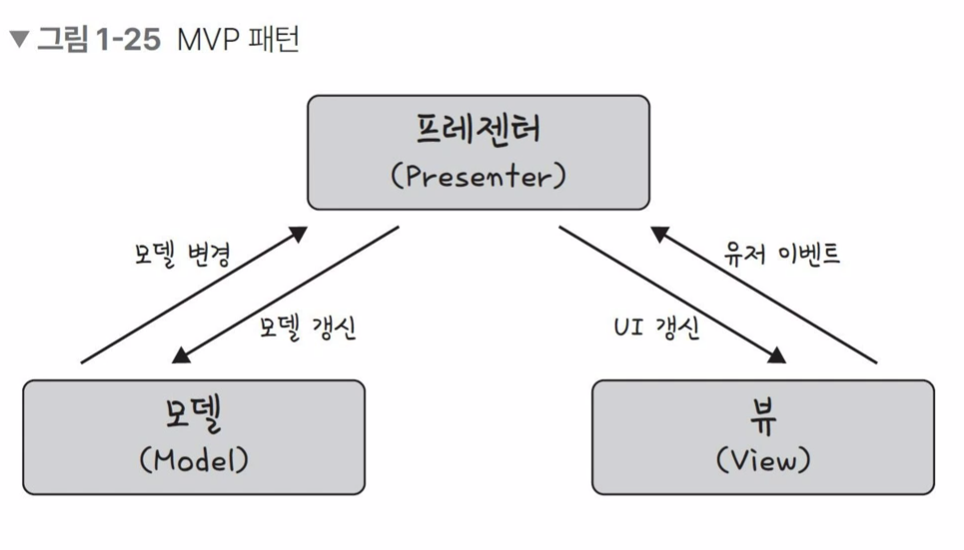 ▼ 그림 1-25 MVP 패턴
프레젠터
(Presenter)
모델 변경
유저 이벤트
모델 갱신
UI 갱신
모델
(Model)
뷰
(View)